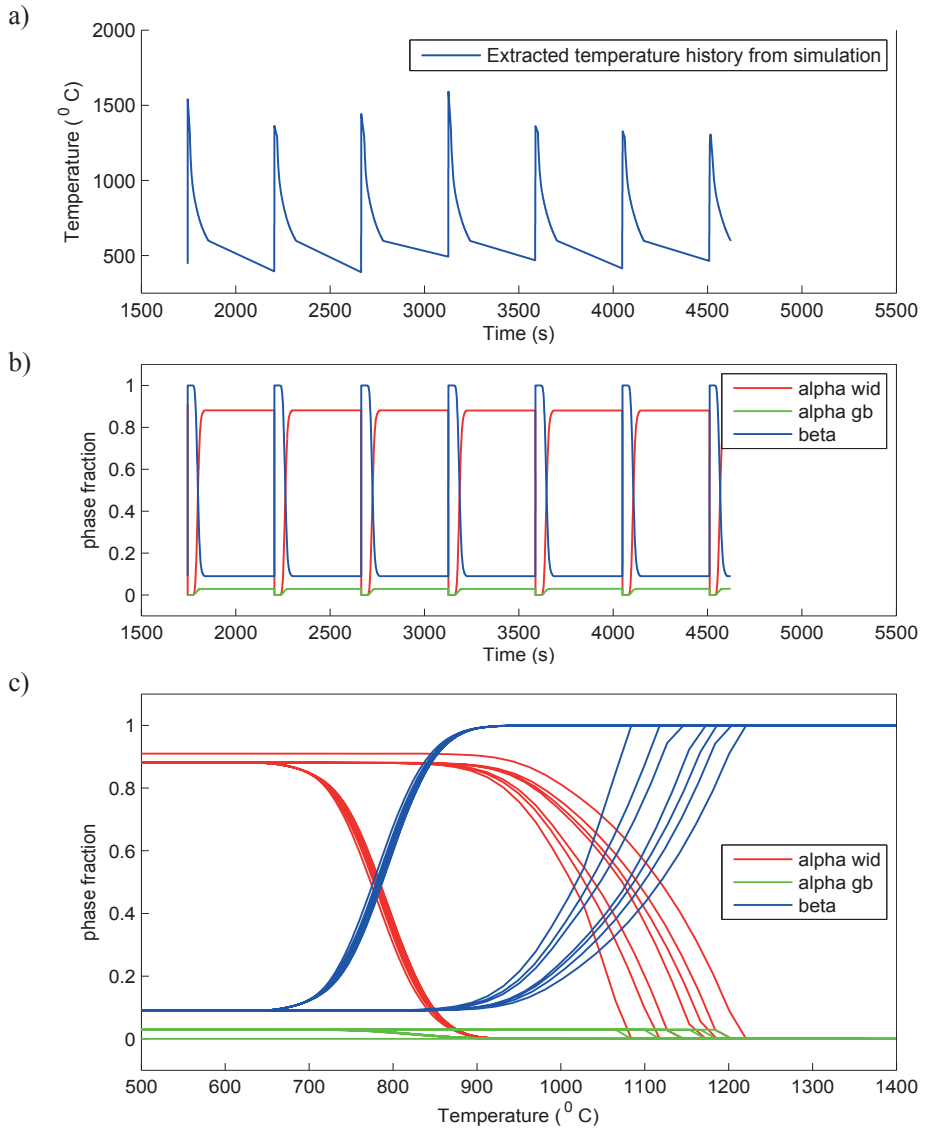 a)
2000
1500
1000
500
Temperature ( 0 C)
Extracted temperature history from simulation
1500 2000 2500 3000 3500 4000 4500 5000 5500
Time (s)
b)
1
0.8
0.6
0.4
0.2
0
phase fraction
alpha wid
alpha gb
beta
1500 2000 2500 3000 3500 4000 4500 5000 5500
Time (s)
c)
1
0.8
0.6
0.4
0.2
0
phase fraction
alpha wid
alpha gb
beta
500 600 700 800 900 1000 1100 1200 1300 1400
Temperature ( 0 C)